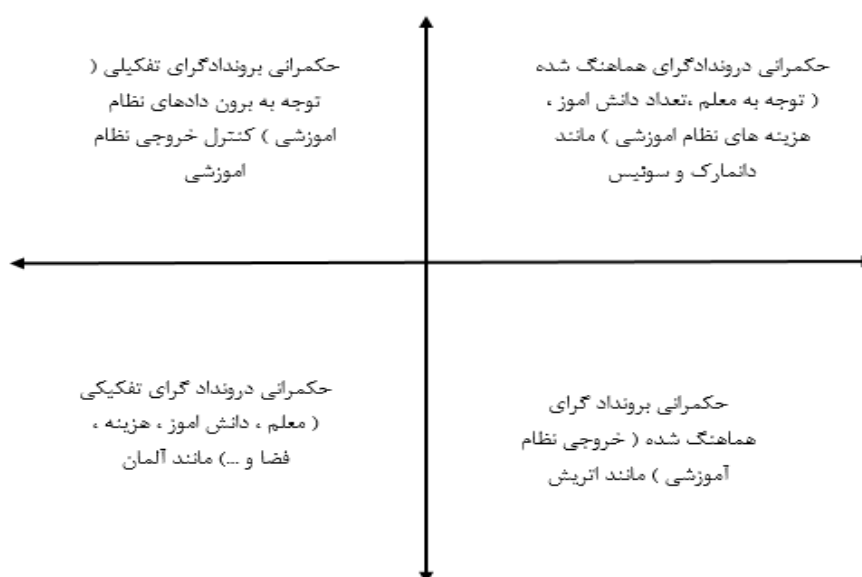 حکمرانی دروندادگرای هماهنگ شده
( توجه به معلم ،تعداد دانش اموز ،
هزینه های نظام اموزشی ) مانند
دانمارک و سوئیس
حکمرانی بروندادگرای تفکیلی (
توجه به برون دادهای نظام
اموزشی ) کنترل خروجی نظام
اموزشی
حکمرانی برونداد گرای
هماهنگ شده ( خروجی نظام
آموزشی ) مانند اتریش
حکمرانی درونداد گرای تفکیکی
( معلم ، دانش اموز ، هزینه ،
فضا و ...) مانند آلمان